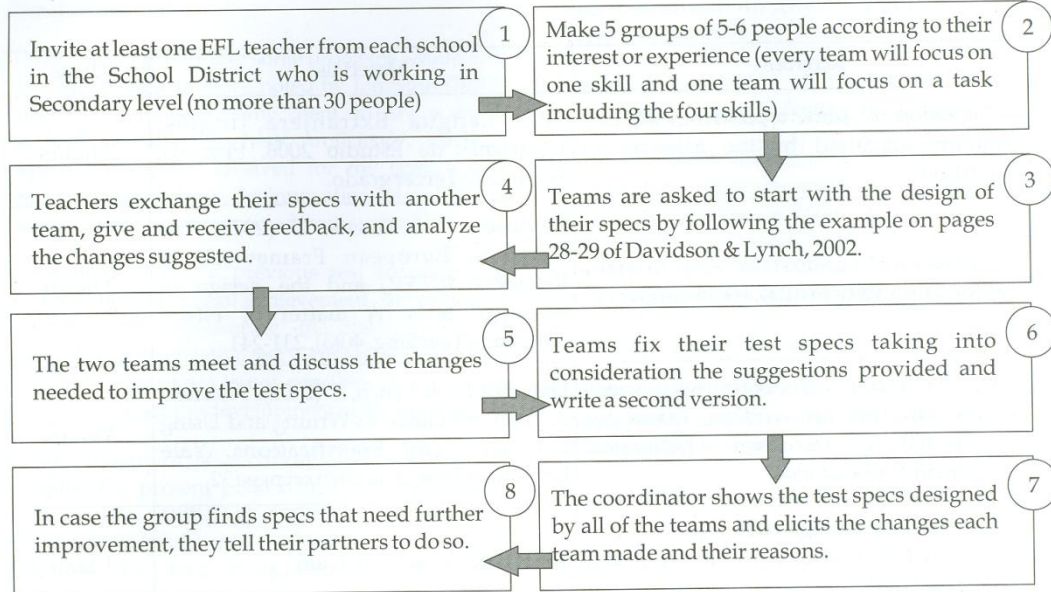 1
Invite at least one EFL teacher from each school
in the School District who is working in
Secondary level (no more than 30 people)
2
Make 5 groups of 5-6 people according to their
interest or experience (every team will focus on
one skill and one team will focus on a task
including the four skills)
3
Teams are asked to start with the design of
their specs by following the example on pages
28-29 of Davidson & Lynch, 2002.
4
Teachers exchange their specs with another
team, give and receive feedback, and analyze
the changes suggested.
5
The two teams meet and discuss the changes
needed to improve the test specs.
6
Teams fix their test specs taking into
consideration the suggestions provided and
write a second version.
7
The coordinator shows the test specs designed
by all of the teams and elicits the changes each
team made and their reasons.
8
In case the group finds specs that need further
improvement, they tell their partners to do so.